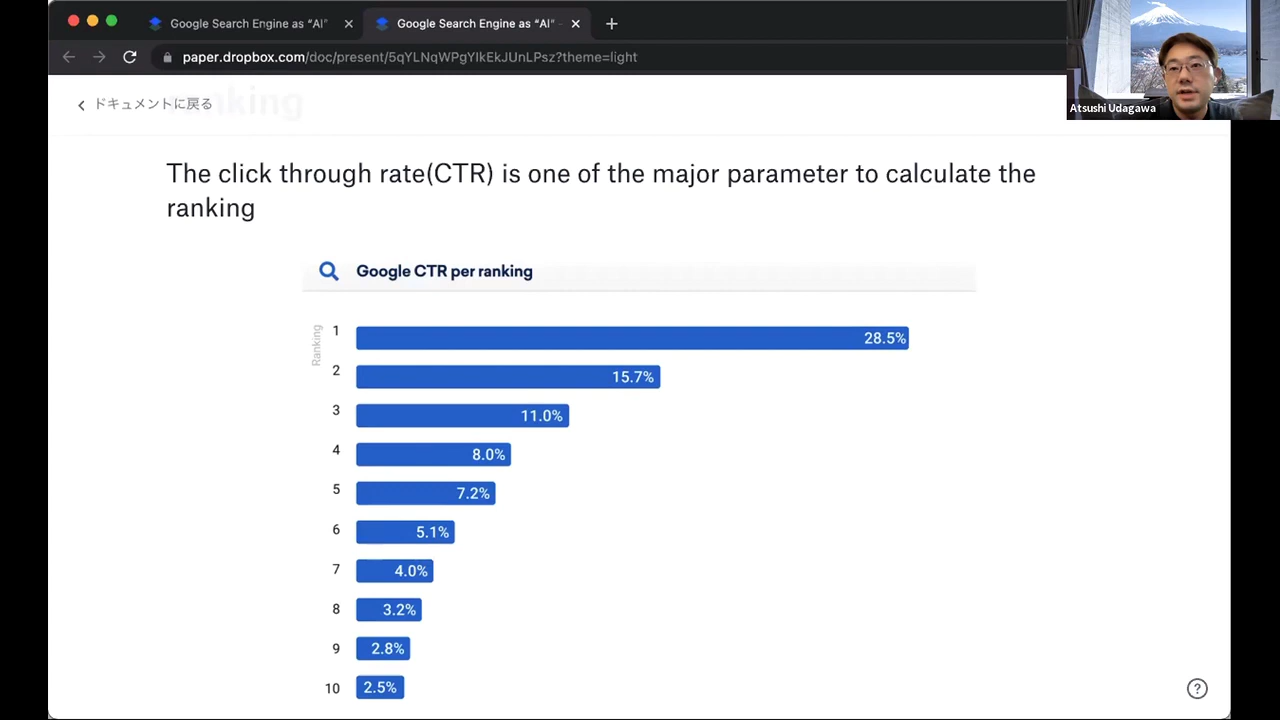 Google Search Engine as “AI”
Google Search Engine as “AI” -
paper.dropbox.com/doc/present/5qYLNqWPgYIkEkJUnLPsz?theme=light
Atsushi Udagawa
ドキュメントに戻る
ranking
The click through rate(CTR) is one of the major parameter to calculate the
ranking
Google CTR per ranking
Ranking
1 28.5%
2 15.7%
3 11.0%
4 8.0%
5 7.2%
6 5.1%
7 4.0%
8 3.2%
9 2.8%
10 2.5%
?